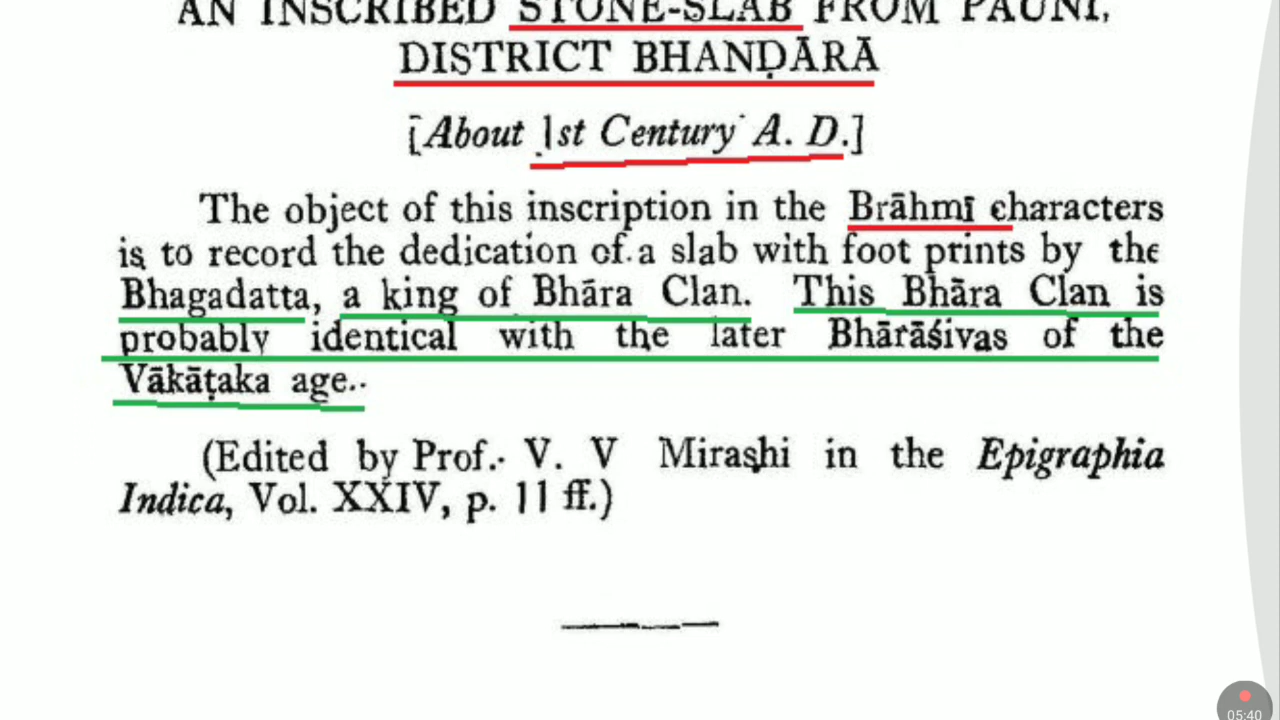 AN INSCRIBED STONE-SLAB FROM PAUNI,
DISTRICT BHAṆḌĀRĀ
[About 1st Century A. D.]
The object of this inscription in the Brāhmī characters
is to record the dedication of a slab with foot prints by the
Bhagadatta, a king of Bhāra Clan. This Bhāra Clan is
probably identical with the later Bhārāśivas of the
Vākāṭaka age..
(Edited by Prof.. V. V Mirashi in the Epigraphia
Indica, Vol. XXIV, p. 11 ff.)
05:40